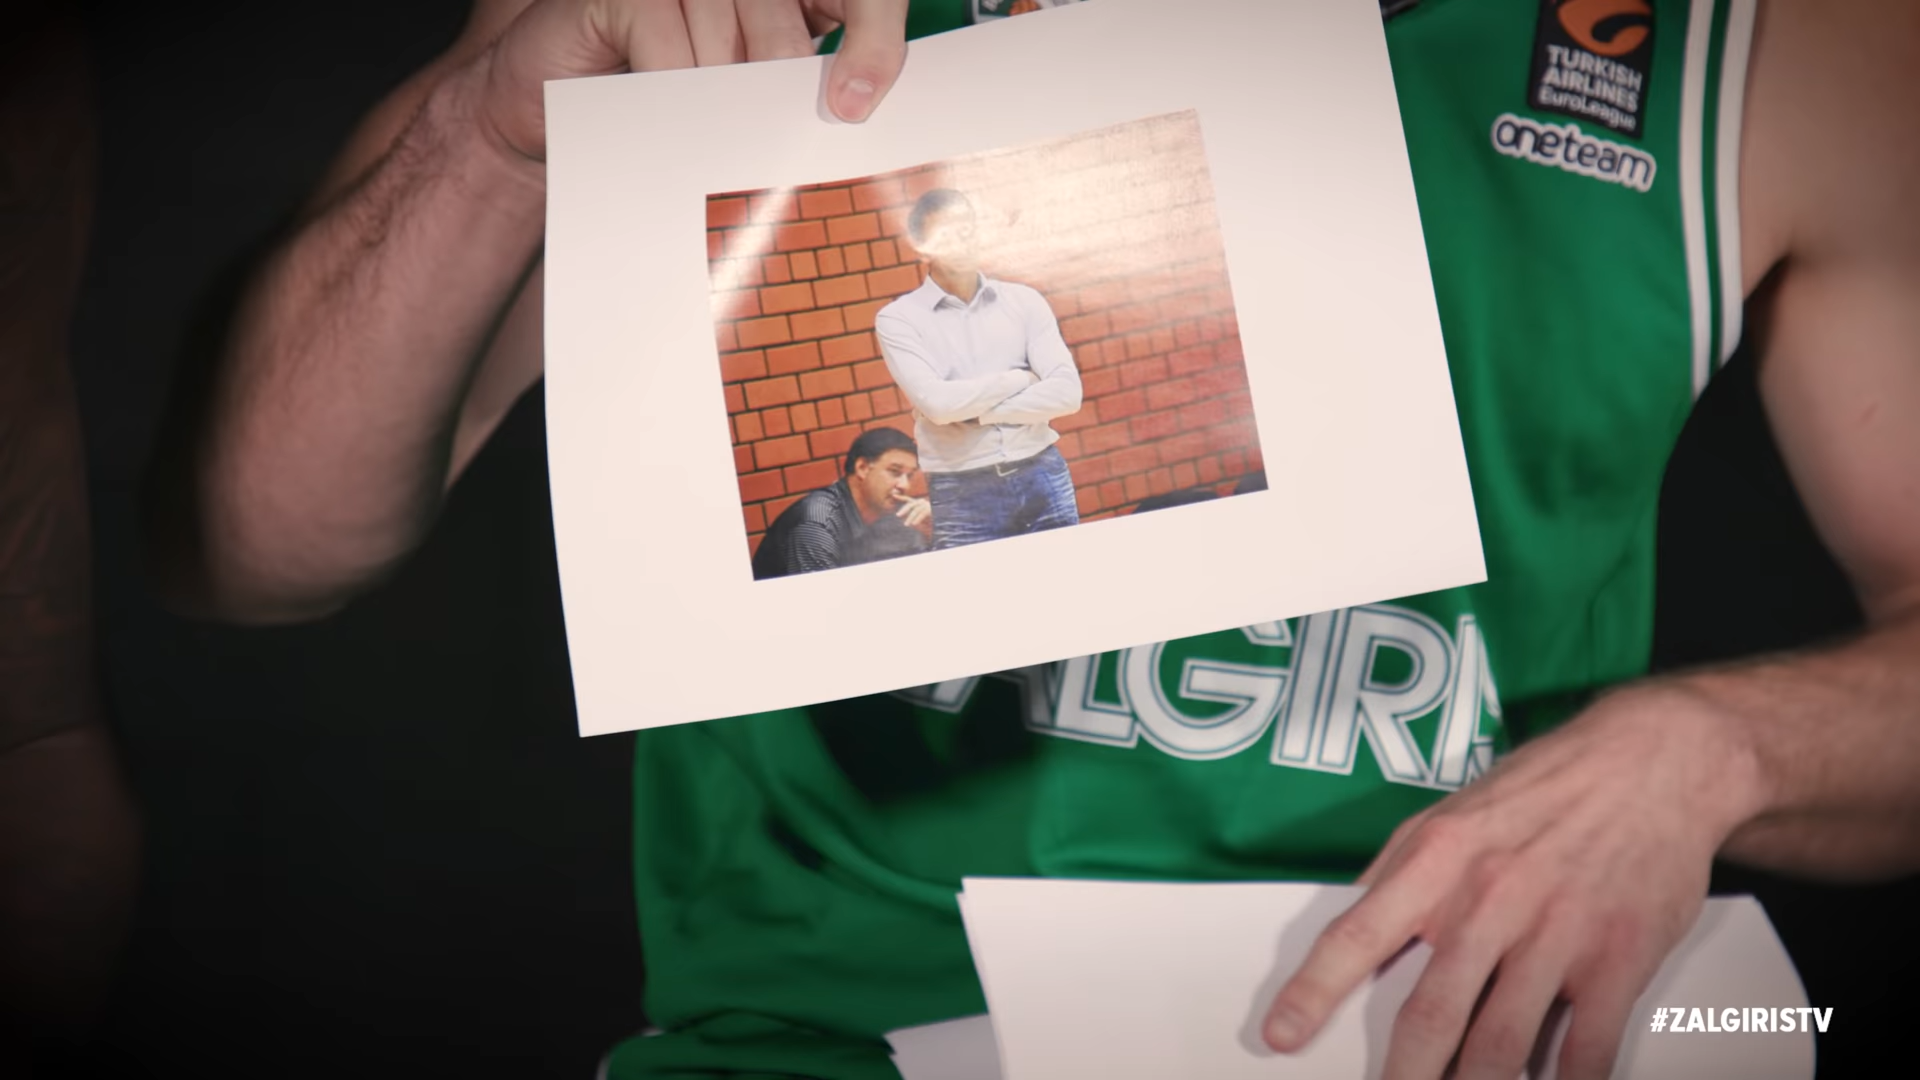 TURKISH
AIRLINES
EuroLeague
oneteam
ALGIRI
#ZALGIRISTV